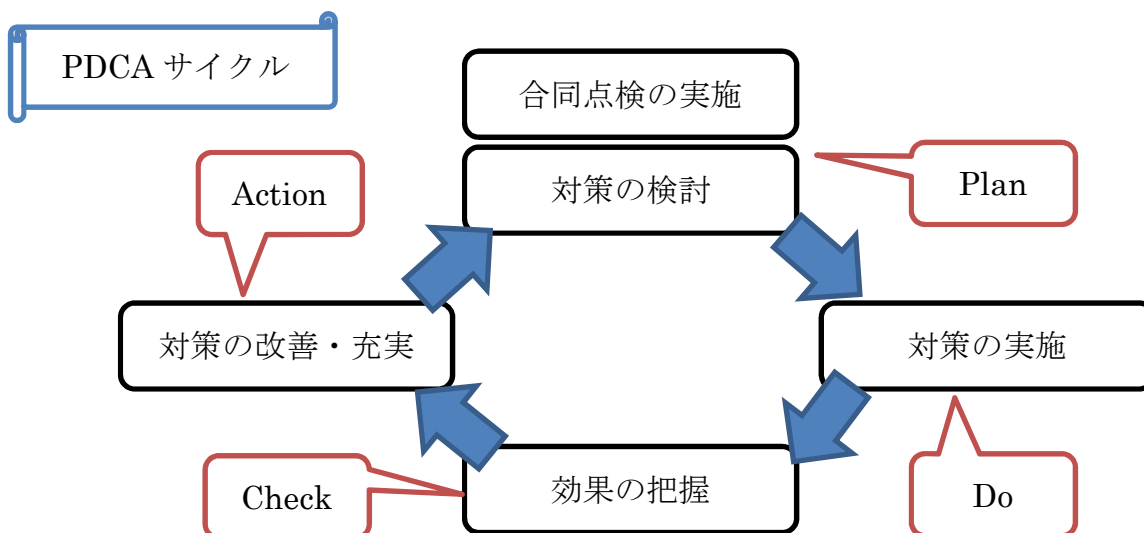 PDCA サイクル
合同点検の実施
対策の検討
Plan
Action
対策の改善・充実
対策の実施
Check
効果の把握
Do